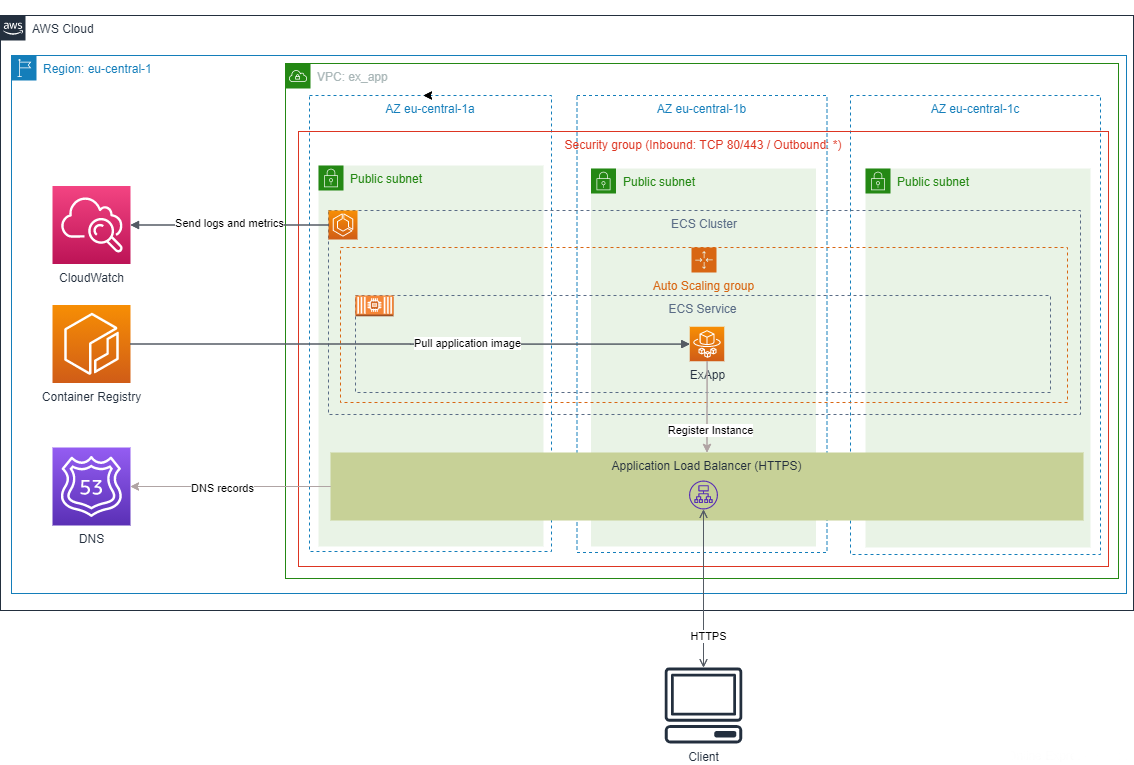 aws
AWS Cloud
Region: eu-central-1
VPC: ex_app
AZ eu-central-1a
AZ eu-central-1b
AZ eu-central-1c
Security group (Inbound: TCP 80/443 / Outbound: *)
Public subnet
Public subnet
Public subnet
ECS Cluster
Send logs and metrics
CloudWatch
Auto Scaling group
ECS Service
Pull application image
ExApp
Container Registry
Register Instance
Application Load Balancer (HTTPS)
53
DNS records
DNS
HTTPS
Client